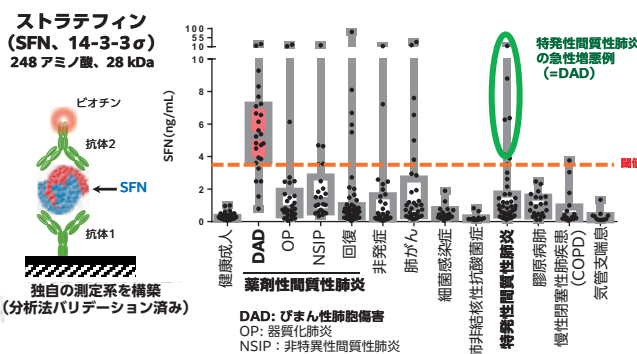 ストラテフィン
（SFN、14-3-3σ）
248 アミノ酸、28 kDa
ビオチン
抗体2
SFN
抗体1
独自の測定系を構築
（分析法バリデーション済み）
SFN(ng/mL)
100
55
10
10
8
6
4
2
0
特発性間質性肺炎
の急性増悪例
（=DAD）
閾値
健康成人
DAD
OP
NSIP
回復
非発症
肺がん
細菌感染症
肺非結核性抗酸菌症
特発性間質性肺炎
膠原病肺
慢性閉塞性肺疾患
（COPD）
気管支喘息
薬剤性間質性肺炎
DAD: びまん性肺胞傷害
OP: 器質化肺炎
NSIP：非特異性間質性肺炎